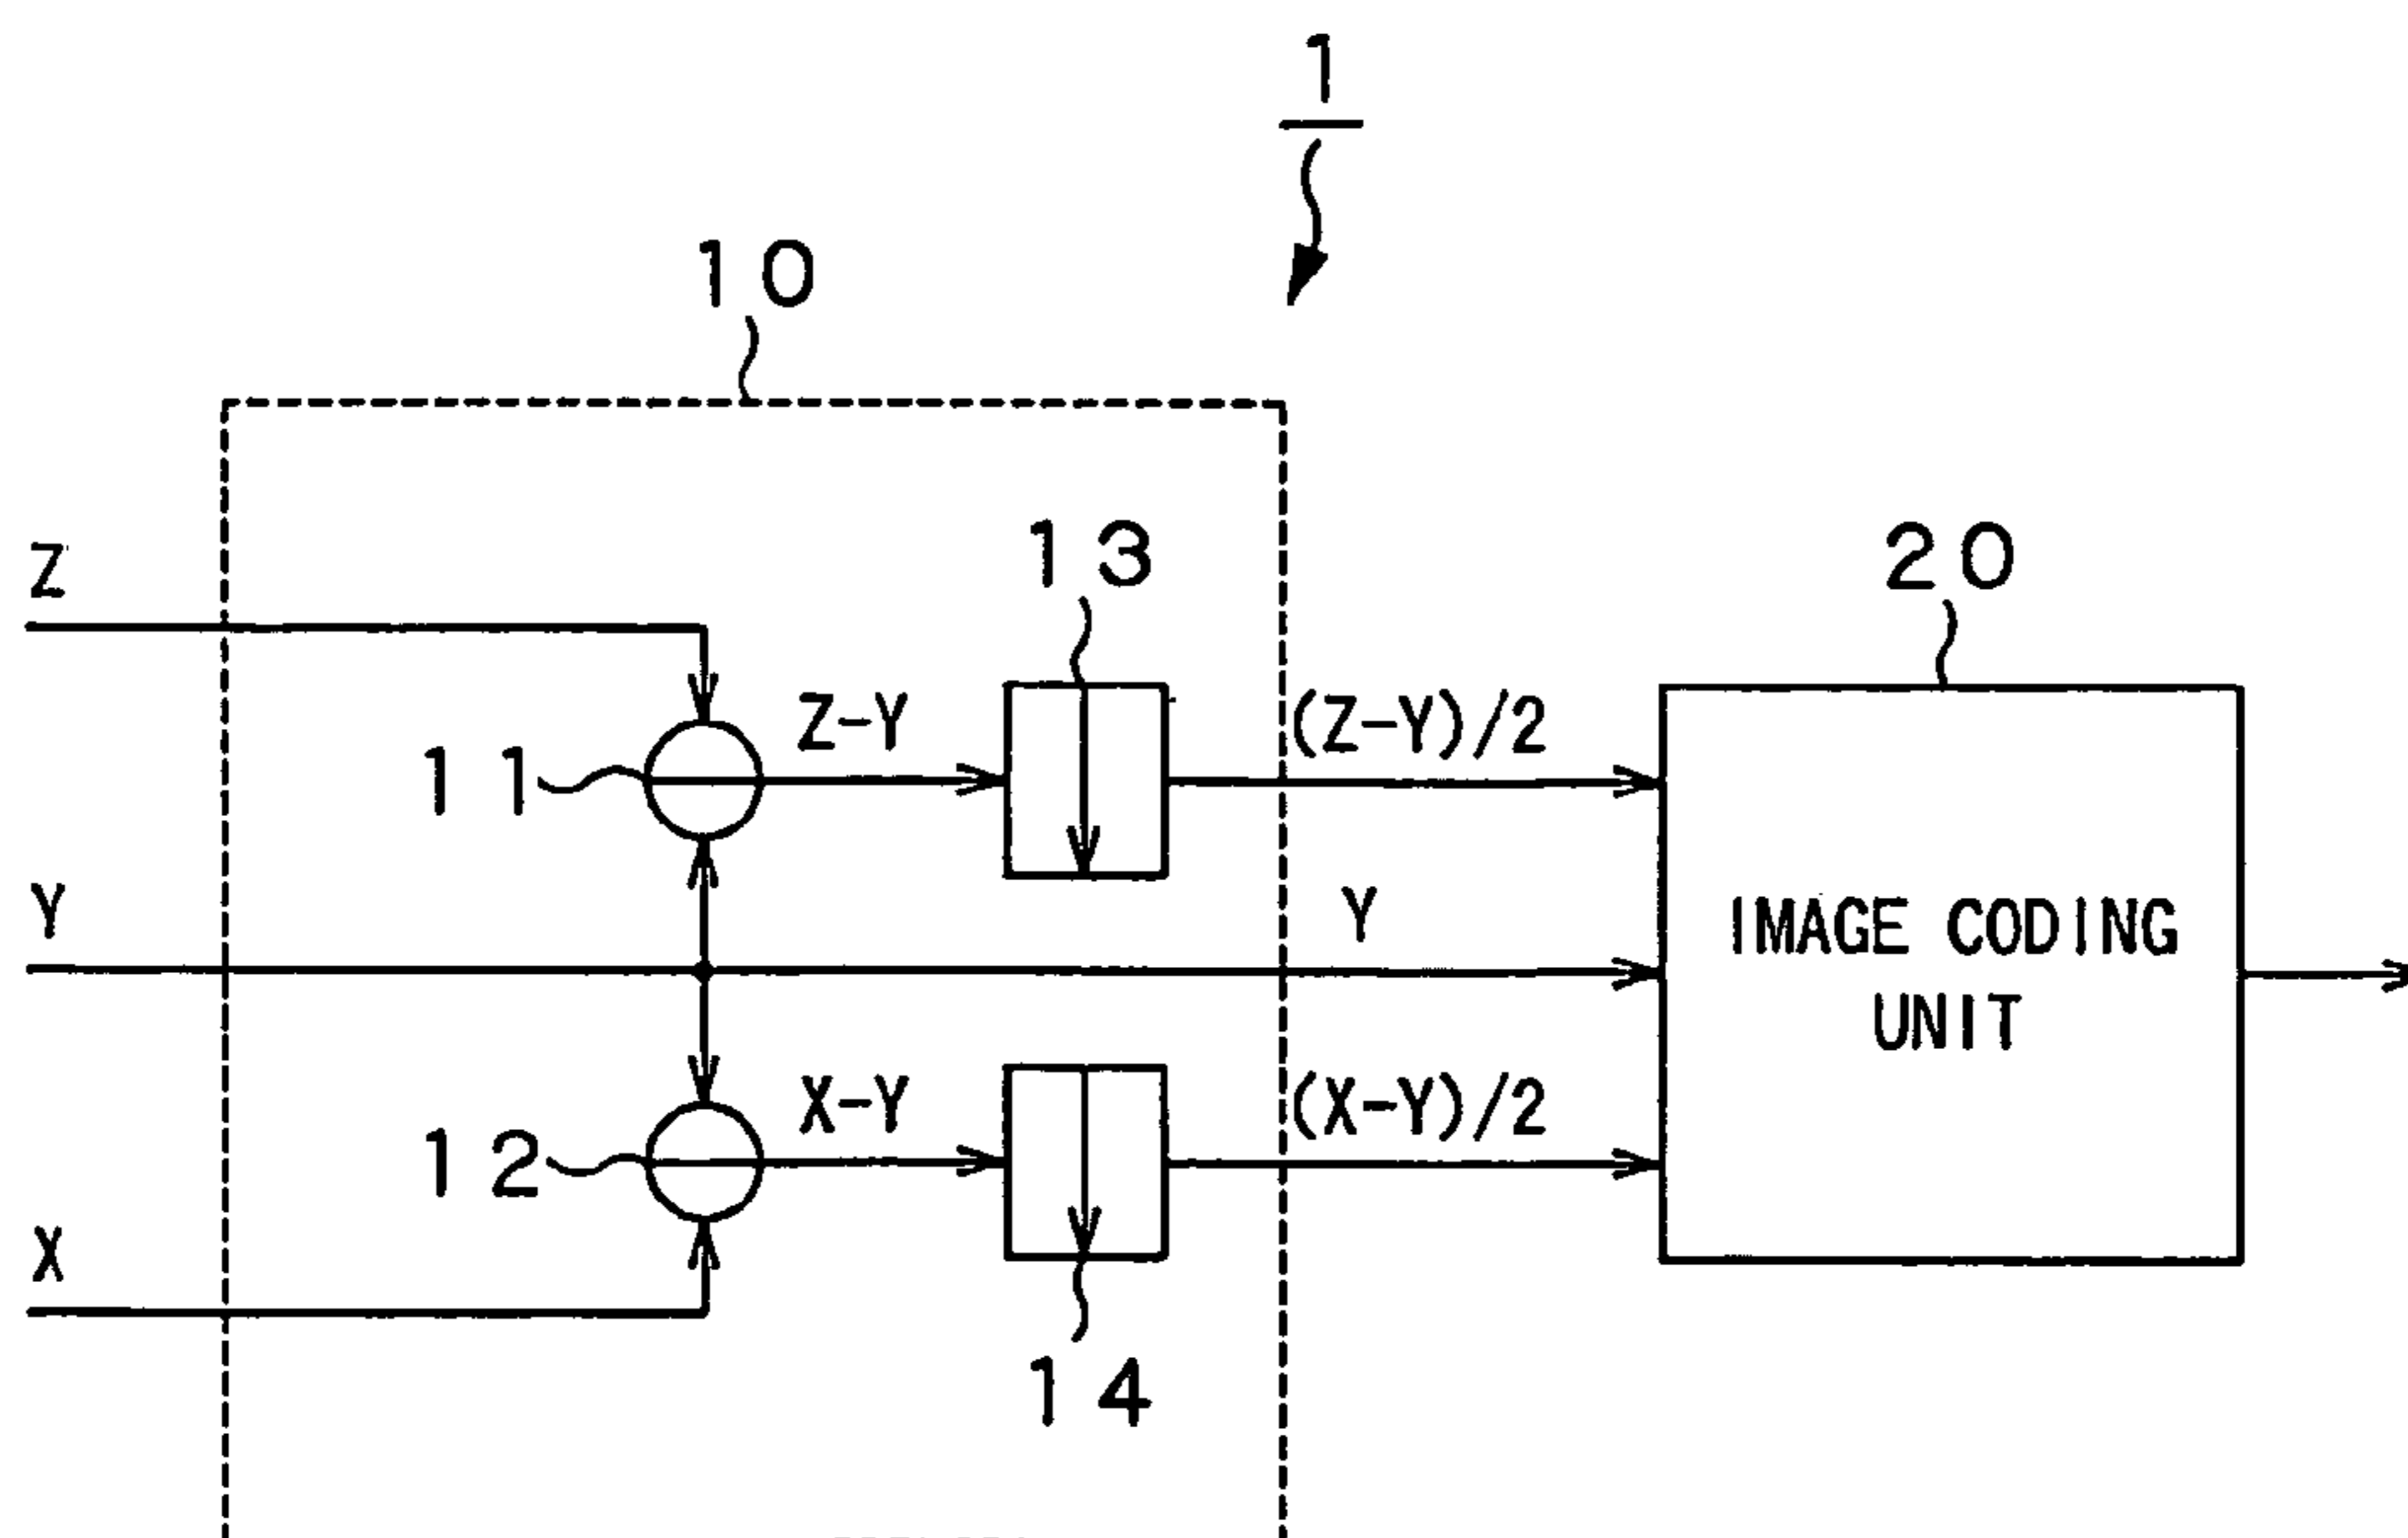 1
10
13
20
Z
Z-Y
(Z-Y)/2
11
Y
Y
IMAGE CODING
UNIT
X-Y
(X-Y)/2
12
X
14